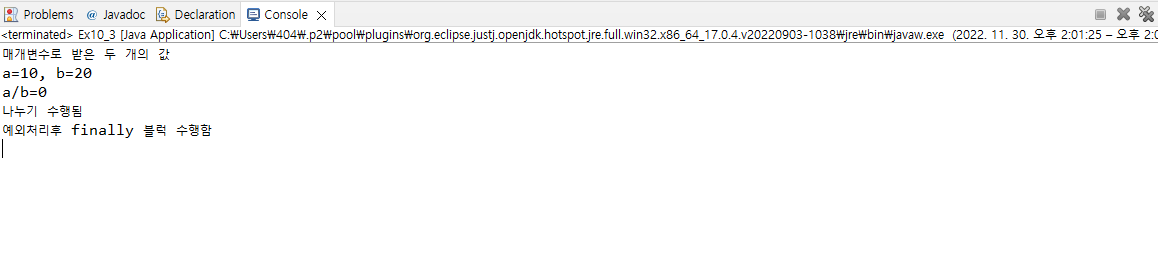 Problems @ Javadoc Declaration Console
<terminated> Ex10_3 [Java Application] C:₩Users₩404₩.p2₩pool₩plugins₩org.eclipse.justj.openjdk.hotspot.jre.full.win32.x86_64_17.0.4.v20220903-1038₩jre₩bin₩javaw.exe (2022. 11. 30. 오후 2:01:25 – 오후 2:0
매개변수로 받은 두 개의 값
a=10, b=20
a/b=0
나누기 수행됨
예외처리후 finally 블럭 수행함